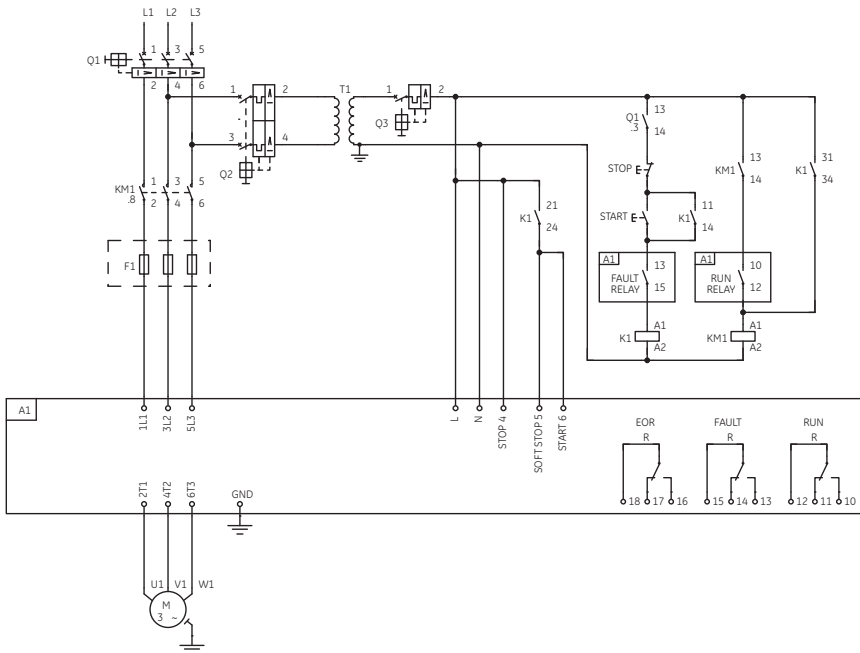 L1 L2 L3
Q1 1 3 5
2 4 6
1 2 T1 1 2
Q3
3 4
Q2
13
Q1
.3 14
STOP
START
11
K1
14
13
KM1
14
31
K1
34
KM1 1 3 5
.8 2 4 6
21
K1
24
F1
A1 13
FAULT
RELAY 15
A1 10
RUN
RELAY 12
A1
K1
A2
A1
KM1
A2
A1
1L1 3L2 5L3
L N STOP 4 SOFT STOP 5 START 6
EOR FAULT RUN
R R R
18 17 16 15 14 13 12 11 10
2T1 4T2 6T3 GND
U1 V1 W1
M
3 ~